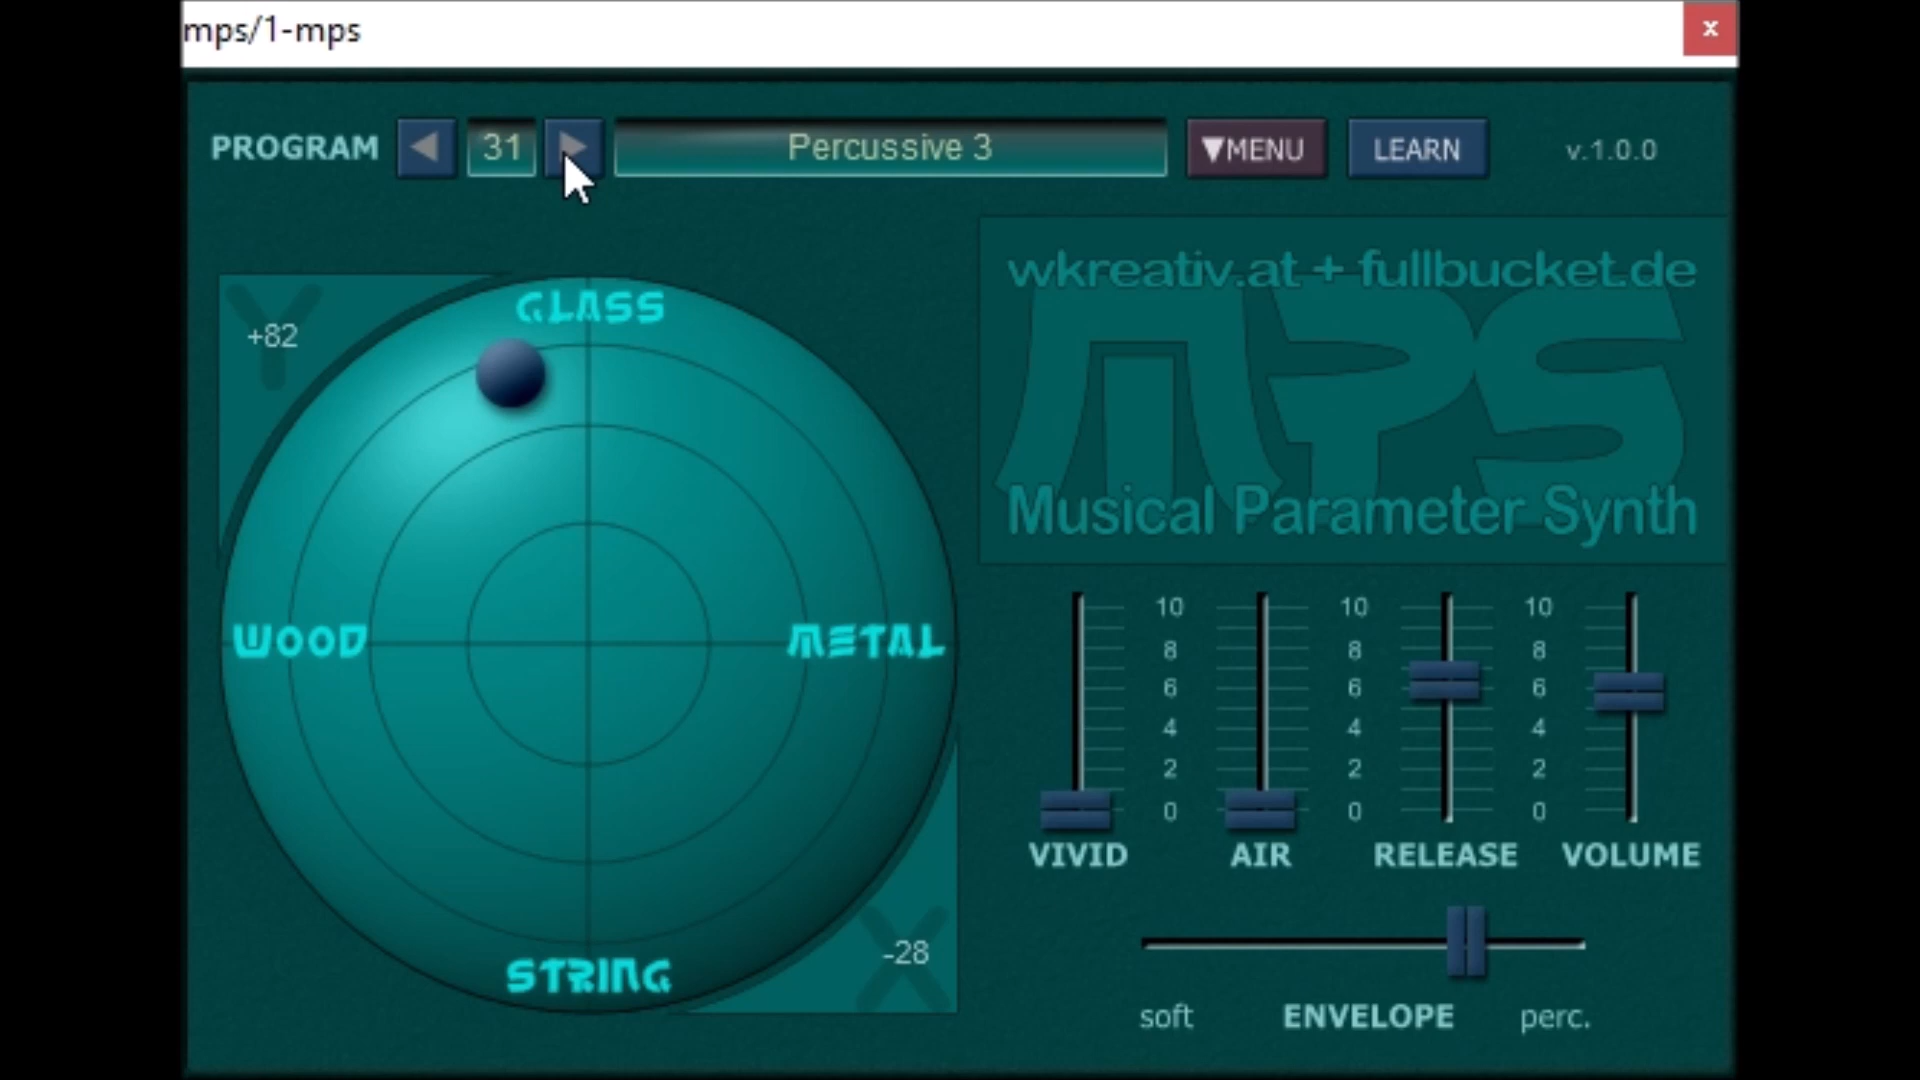 mps/1-mps
x
PROGRAM 31 Percussive 3 ▼MENU LEARN v.1.0.0
wkreativ.at + fullbucket.de
MPS
Musical Parameter Synth
Y
+82
GLASS
WOOD
METAL
STRING
X
-28
10 10 10
8 8 8
6 6 6
4 4 4
2 2 2
0 0 0
VIVID AIR RELEASE VOLUME
soft ENVELOPE perc.